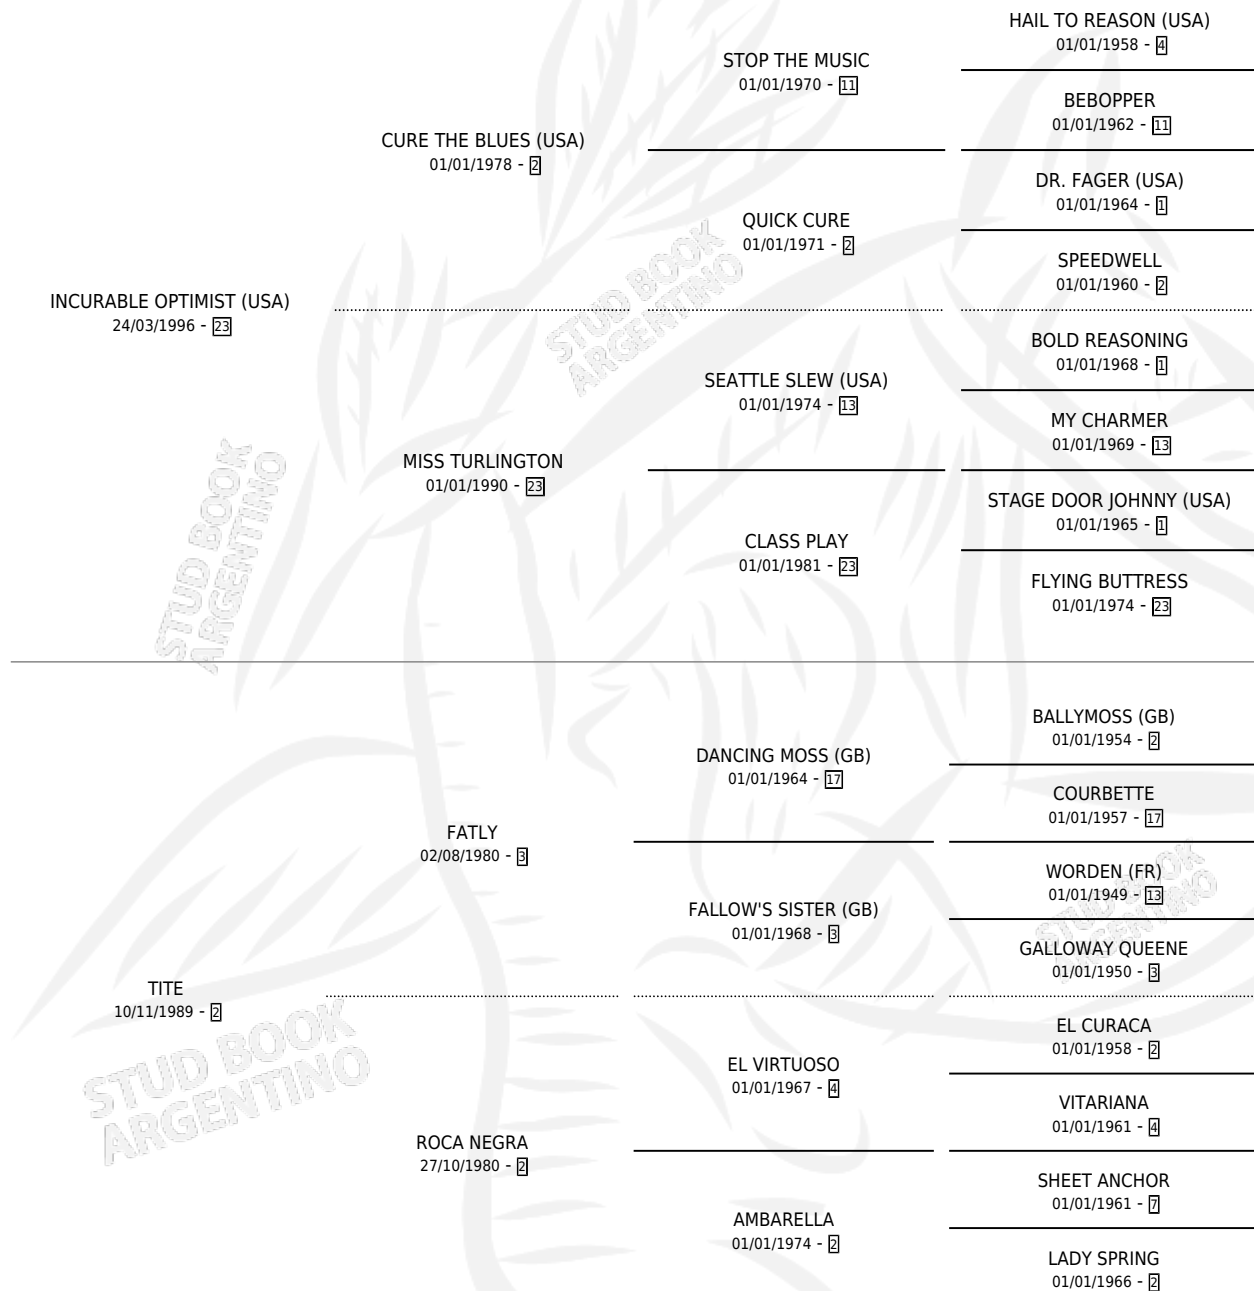 HAIL TO REASON (USA)
01/01/1958 - 4
STOP THE MUSIC
01/01/1970 - 11
BEBOPPER
01/01/1962 - 11
CURE THE BLUES (USA)
01/01/1978 - 2
DR. FAGER (USA)
01/01/1964 - 1
QUICK CURE
01/01/1971 - 2
SPEEDWELL
01/01/1960 - 2
INCURABLE OPTIMIST (USA)
24/03/1996 - 23
BOLD REASONING
01/01/1968 - 1
SEATTLE SLEW (USA)
01/01/1974 - 13
MY CHARMER
01/01/1969 - 13
MISS TURLINGTON
01/01/1990 - 23
STAGE DOOR JOHNNY (USA)
01/01/1965 - 1
CLASS PLAY
01/01/1981 - 23
FLYING BUTTRESS
01/01/1974 - 23
BALLYMOSS (GB)
01/01/1954 - 2
DANCING MOSS (GB)
01/01/1964 - 17
COURBETTE
01/01/1957 - 17
FATLY
02/08/1980 - 3
WORDEN (FR)
01/01/1949 - 13
FALLOW'S SISTER (GB)
01/01/1968 - 3
GALLOWAY QUEENE
01/01/1950 - 3
TITE
10/11/1989 - 2
EL CURACA
01/01/1958 - 2
EL VIRTUOSO
01/01/1967 - 4
VITARIANA
01/01/1961 - 4
ROCA NEGRA
27/10/1980 - 2
SHEET ANCHOR
01/01/1961 - 7
AMBARELLA
01/01/1974 - 2
LADY SPRING
01/01/1966 - 2
STUD BOOK
ARGENTINO
STUD BOOK
ARGENTINO
STUD BOOK
ARGENTINO
STUD BOOK
ARGENTINO